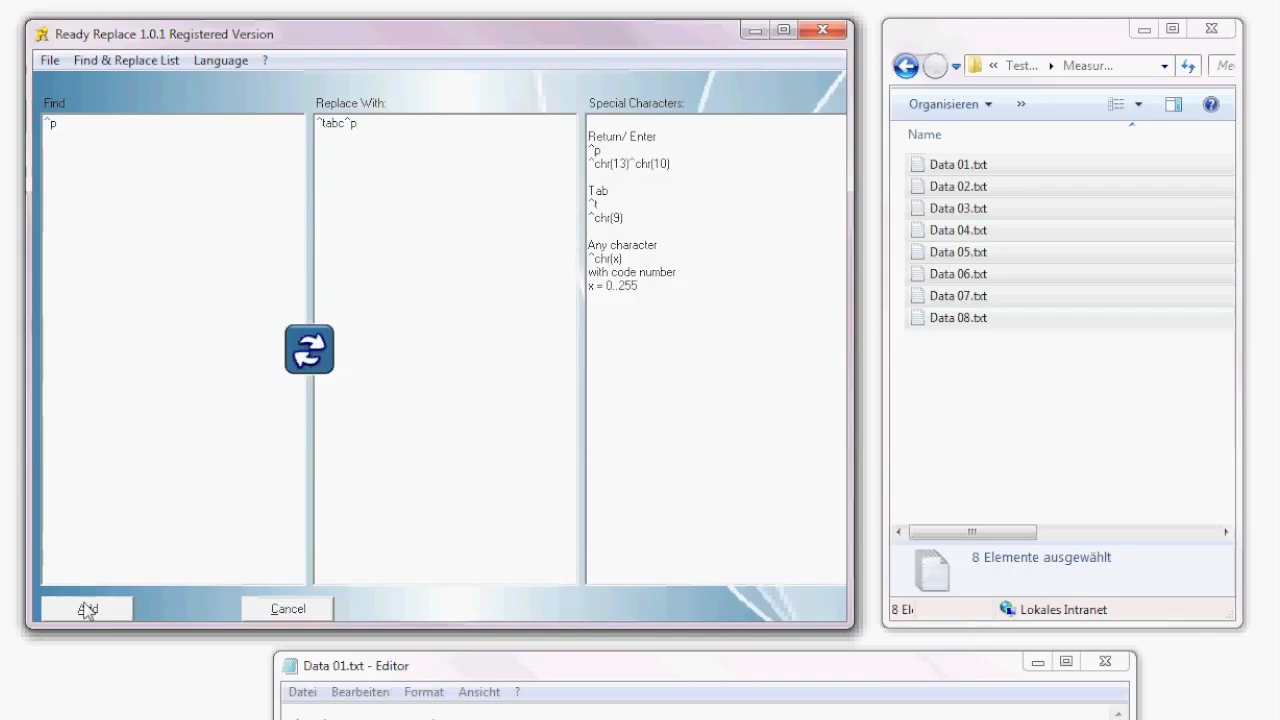 Ready Replace 1.0.1 Registered Version
File Find & Replace List Language ?
Find
Replace With:
Special Characters:
^p
^tabc^p
Return/ Enter
^p
^chr(13)^chr(10)
Tab
^t
^chr(9)
Any character
^chr(x)
with code number
x = 0..255
Add
Cancel
« Test... Measur... Me
Organisieren »
Name
Data 01.txt
Data 02.txt
Data 03.txt
Data 04.txt
Data 05.txt
Data 06.txt
Data 07.txt
Data 08.txt
8 Elemente ausgewählt
Lokales Intranet
Data 01.txt - Editor
Datei Bearbeiten Format Ansicht ?